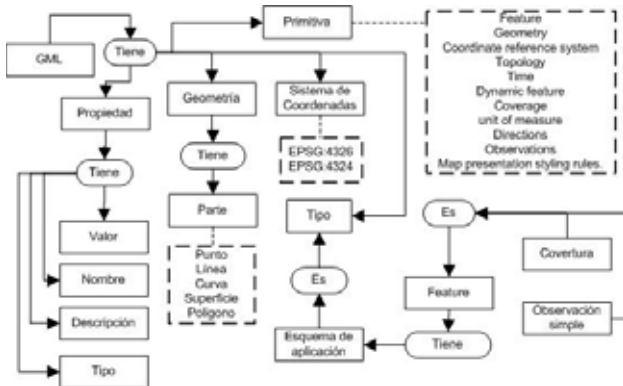 GML
Tiene
Primitiva
Feature
Geometry
Coordinate reference system
Topology
Time
Dynamic feature
Coverage
unit of measure
Directions
Observations
Map presentation styling rules.
Propiedad
Geometría
Sistema de
Coordenadas
EPSG:4326
EPSG:4324
Tiene
Tiene
Parte
Punto
Línea
Curva
Superficie
Polígono
Tipo
Es
Valor
Nombre
Descripción
Tipo
Es
Covertura
Feature
Observación
simple
Esquema de
aplicación
Tiene